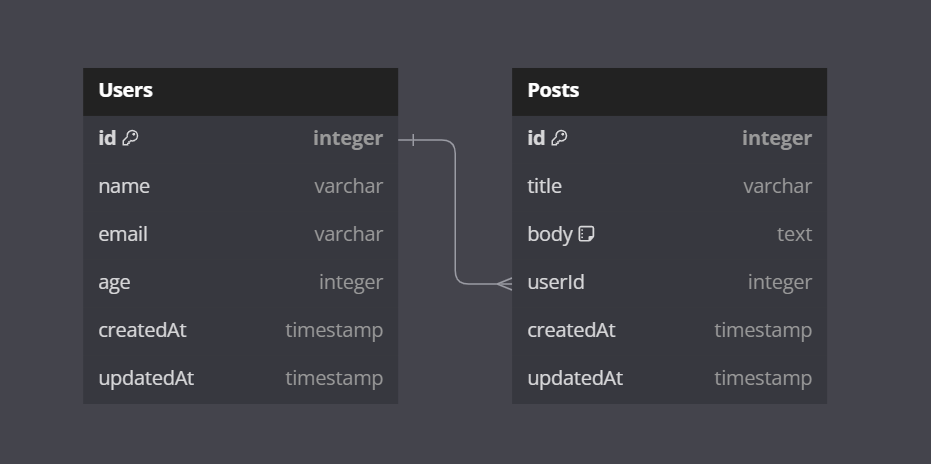 Users
id integer
name varchar
email varchar
age integer
createdAt timestamp
updatedAt timestamp
Posts
id integer
title varchar
body text
userId integer
createdAt timestamp
updatedAt timestamp